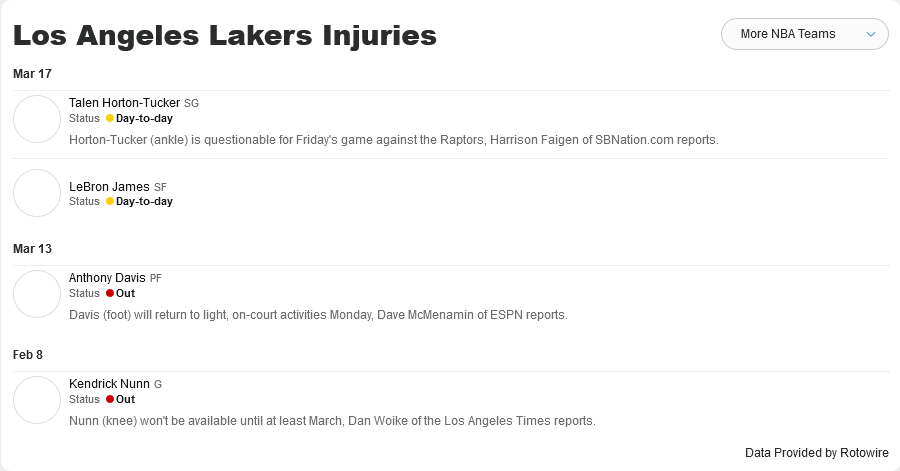 Los Angeles Lakers Injuries
More NBA Teams
Mar 17
Talen Horton-Tucker SG
Status Day-to-day
Horton-Tucker (ankle) is questionable for Friday's game against the Raptors, Harrison Faigen of SBNation.com reports.
LeBron James SF
Status Day-to-day
Mar 13
Anthony Davis PF
Status Out
Davis (foot) will return to light, on-court activities Monday, Dave McMenamin of ESPN reports.
Feb 8
Kendrick Nunn G
Status Out
Nunn (knee) won't be available until at least March, Dan Woike of the Los Angeles Times reports.
Data Provided by Rotowire